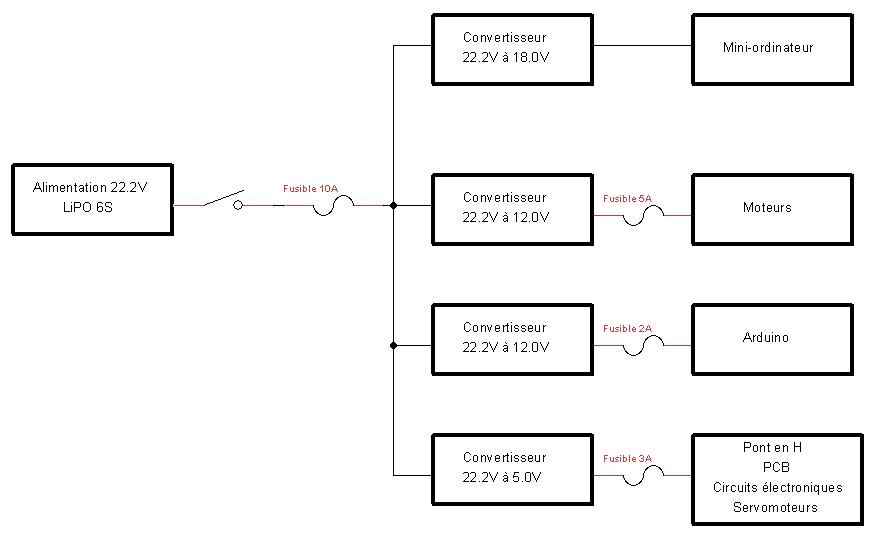 Convertisseur
22.2V à 18.0V
Mini-ordinateur
Alimentation 22.2V
LiPO 6S
Fusible 10A
Convertisseur
22.2V à 12.0V
Fusible 5A
Moteurs
Convertisseur
22.2V à 12.0V
Fusible 2A
Arduino
Convertisseur
22.2V à 5.0V
Fusible 3A
Pont en H
PCB
Circuits électroniques
Servomoteurs